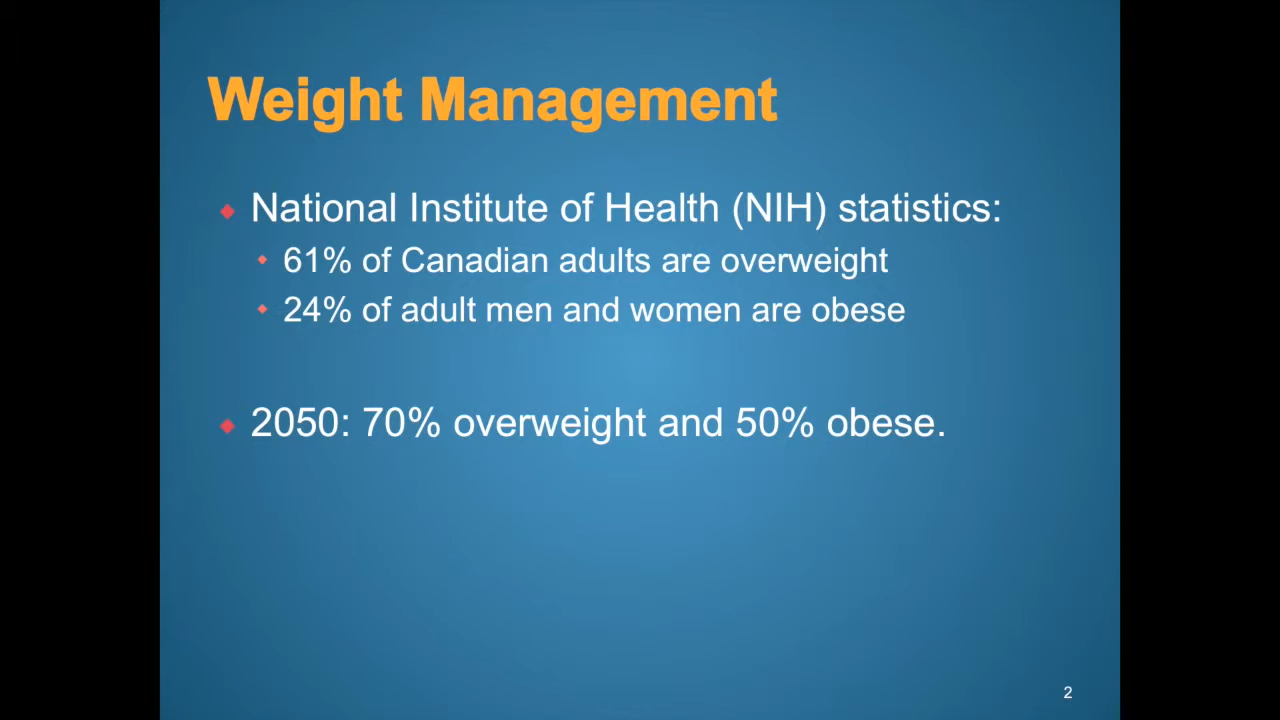 Weight Management
National Institute of Health (NIH) statistics:
61% of Canadian adults are overweight
24% of adult men and women are obese
2050: 70% overweight and 50% obese.
2